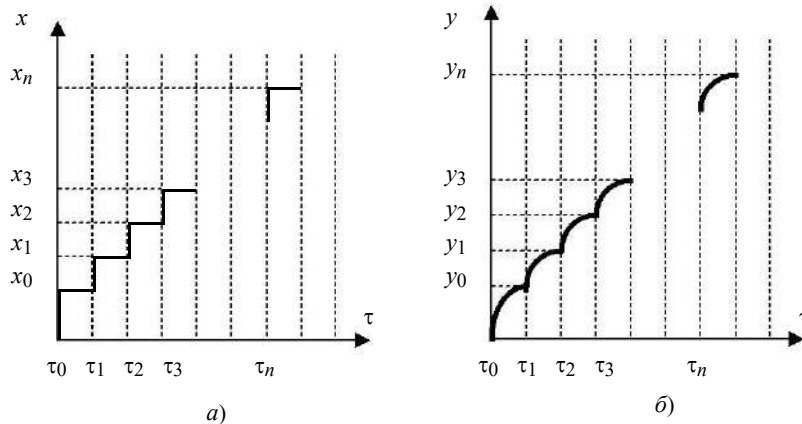 x
xₙ
x₃
x₂
x₁
x₀
τ
τ₀ τ₁ τ₂ τ₃ τₙ
а)
y
yₙ
y₃
y₂
y₁
y₀
τ₀ τ₁ τ₂ τ₃ τₙ
б)